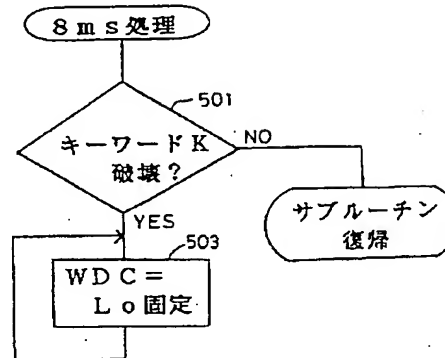 ８ｍｓ処理
501
キーワードＫ
破壊？
NO
YES
サブルーチン
復帰
503
ＷＤＣ＝
Ｌｏ固定